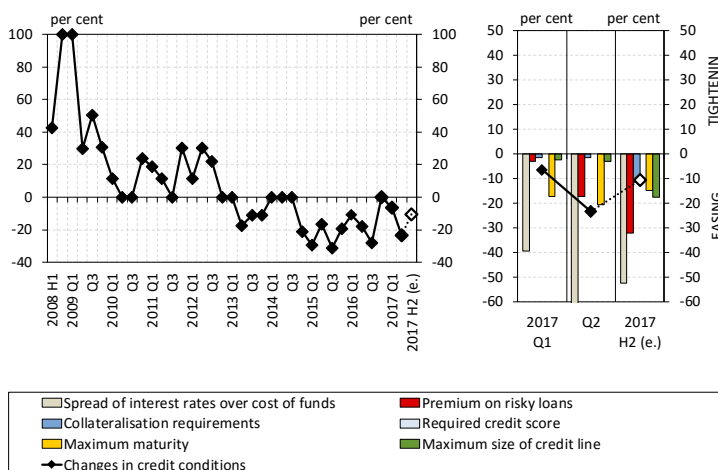 per cent per cent
100 100
80 80
60 60
40 40
20 20
0 0
-20 -20
-40 -40
2008 H1
2009 Q1
Q3
2010 Q1
Q3
2011 Q1
Q3
2012 Q1
Q3
2013 Q1
Q3
2014 Q1
Q3
2015 Q1
Q3
2016 Q1
Q3
2017 Q1
2017 H2 (e.)
per cent per cent
50 50
40 40
30 30
20 20
10 10
0 0
-10 -10
-20 -20
-30 -30
-40 -40
-50 -50
-60 -60
TIGHTENIN
EASING
2017 Q2 2017
Q1 H2 (e.)
Spread of interest rates over cost of funds Premium on risky loans
Collateralisation requirements Required credit score
Maximum maturity Maximum size of credit line
Changes in credit conditions